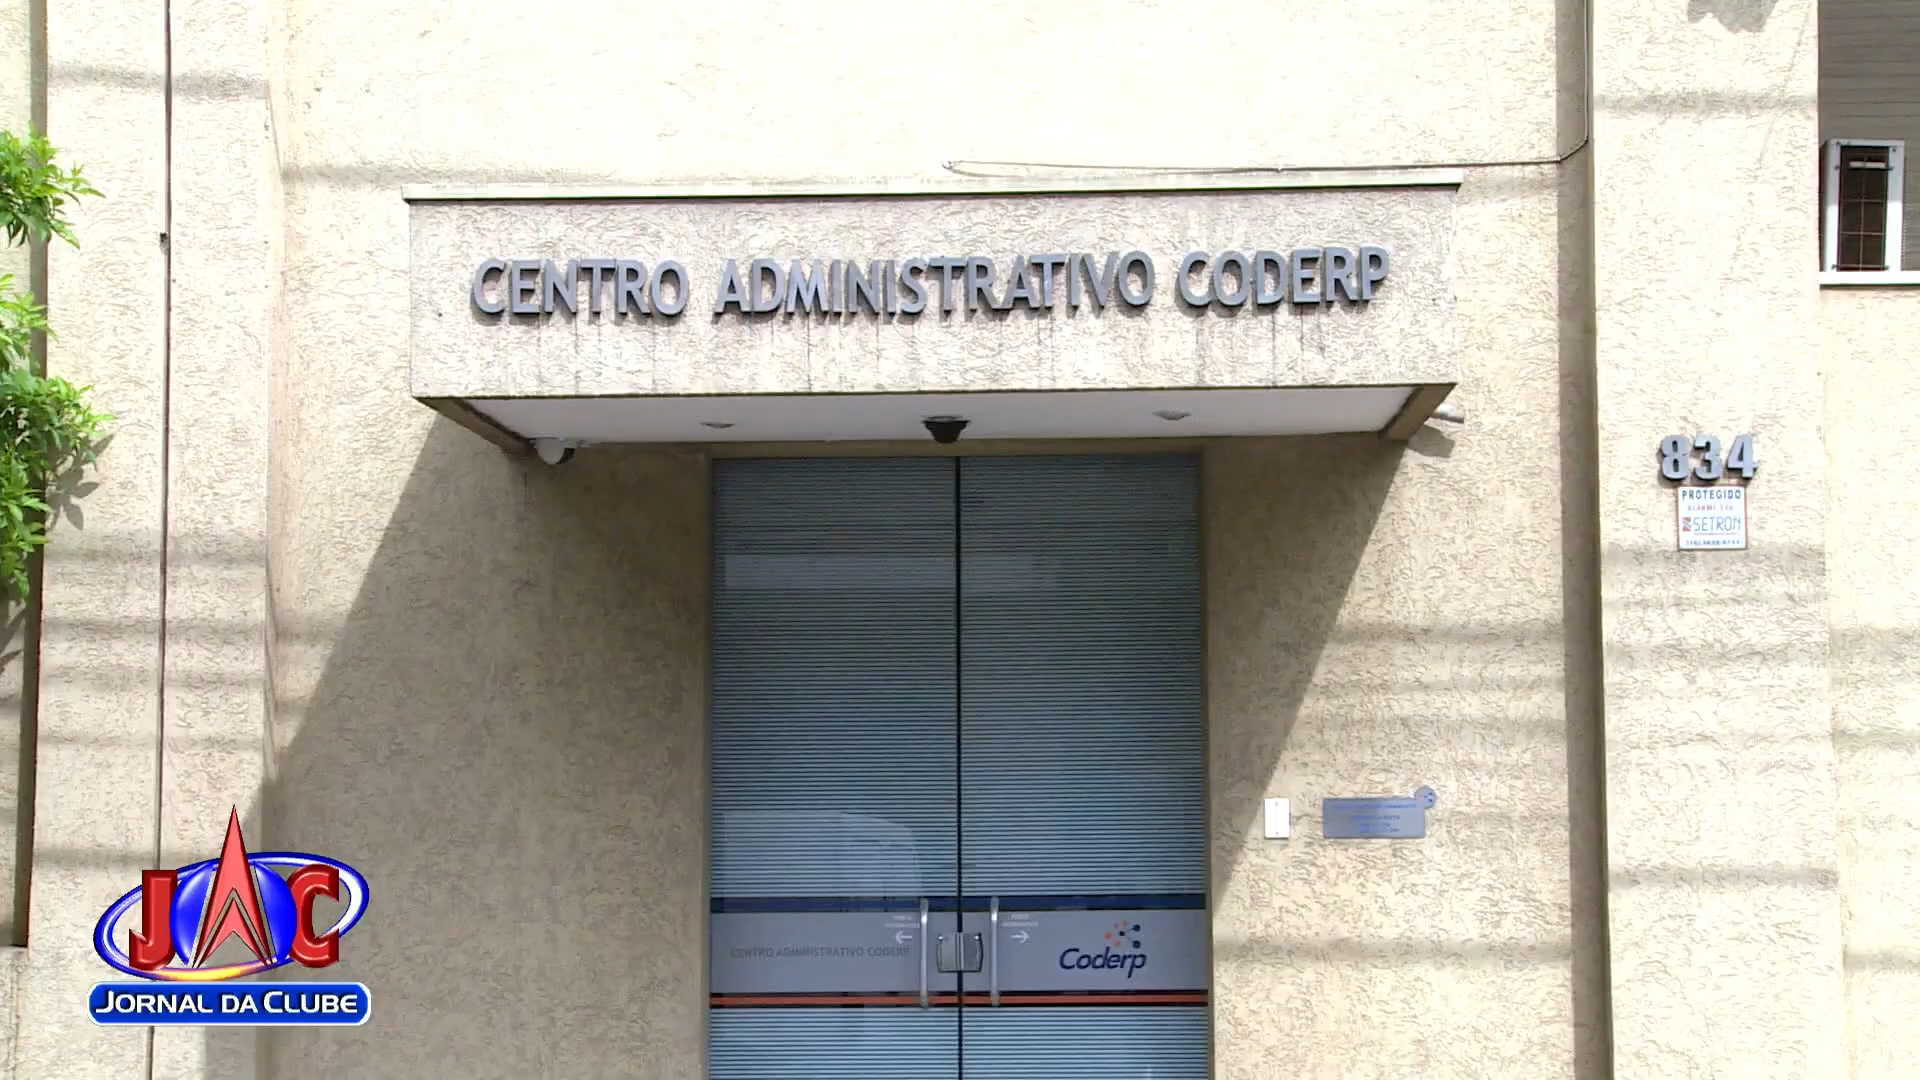 CENTRO ADMINISTRATIVO CODERP
834
PROTEGIDO
SETRON
CENTRO ADMINISTRATIVO CODERP
Coderp
JAC
JORNAL DA CLUBE